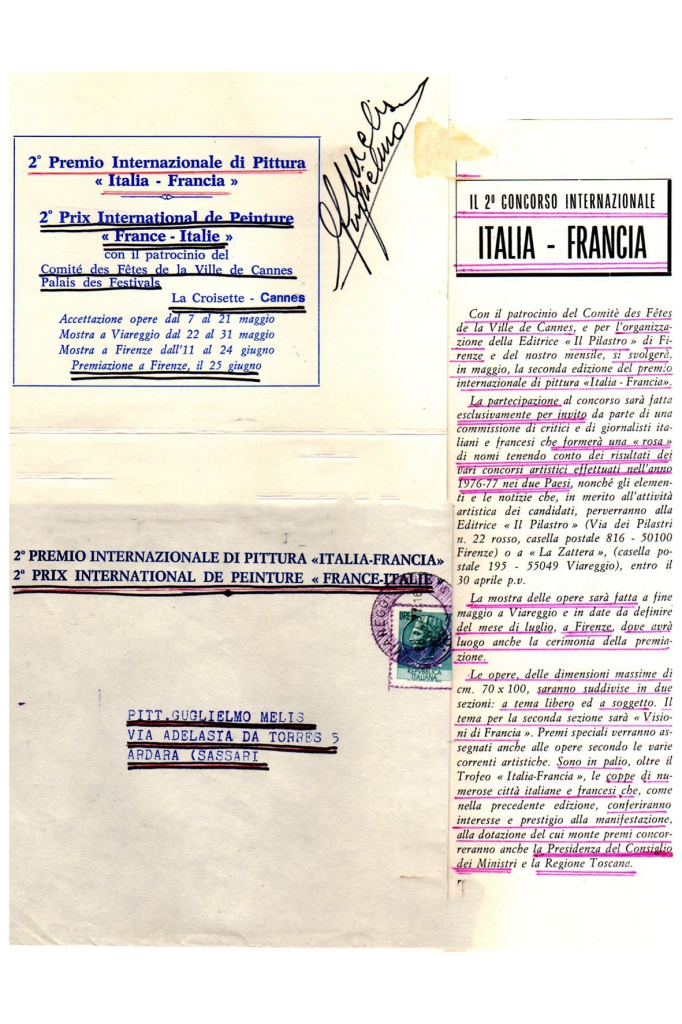 2° Premio Internazionale di Pittura
« Italia - Francia »
2° Prix International de Peinture
« France - Italie »
con il patrocinio del
Comité des Fêtes de la Ville de Cannes
Palais des Festivals
La Croisette - Cannes
Accettazione opere dal 7 al 21 maggio
Mostra a Viareggio dal 22 al 31 maggio
Mostra a Firenze dall'11 al 24 giugno
Premiazione a Firenze, il 25 giugno
Melis
Guglielmo
2° PREMIO INTERNAZIONALE DI PITTURA «ITALIA-FRANCIA»
2° PRIX INTERNATIONAL DE PEINTURE « FRANCE-ITALIE »
VIAREGGIO
REPUBBLICA
ITALIANA
PITT.GUGLIELMO MELIS
VIA ADELASIA DA TORRES 5
ARDARA (SASSARI
IL 2° CONCORSO INTERNAZIONALE
ITALIA - FRANCIA
Con il patrocinio del Comitè des Fêtes
de la Ville de Cannes, e per l'organizza-
zione della Editrice « Il Pilastro » di Fi-
renze e del nostro mensile, si svolgerà,
in maggio, la seconda edizione del premio
internazionale di pittura «Italia - Francia».
La partecipazione al concorso sarà fatta
esclusivamente per invito da parte di una
commissione di critici e di giornalisti ita-
liani e francesi che formerà una « rosa »
di nomi tenendo conto dei risultati dei
vari concorsi artistici effettuati nell'anno
1976-77 nei due Paesi, nonché gli elemen-
ti e le notizie che, in merito all'attività
artistica dei candidati, perverranno alla
Editrice « Il Pilastro » (Via dei Pilastri
n. 22 rosso, casella postale 816 - 50100
Firenze) o a « La Zattera », (casella po-
stale 195 - 55049 Viareggio), entro il
30 aprile p.v.
La mostra delle opere sarà fatta a fine
maggio a Viareggio e in date da definire
del mese di luglio, a Firenze, dove avrà
luogo anche la cerimonia della premia-
zione.
Le opere, delle dimensioni massime di
cm. 70 x 100, saranno suddivise in due
sezioni: a tema libero ed a soggetto. Il
tema per la seconda sezione sarà « Visio-
ni di Francia ». Premi speciali verranno as-
segnati anche alle opere secondo le varie
correnti artistiche. Sono in palio, oltre il
Trofeo « Italia-Francia », le coppe di nu-
merose città italiane e francesi che, come
nella precedente edizione, conferiranno
interesse e prestigio alla manifestazione,
alla dotazione del cui monte premi concor-
reranno anche la Presidenza del Consiglio
dei Ministri e la Regione Toscana.